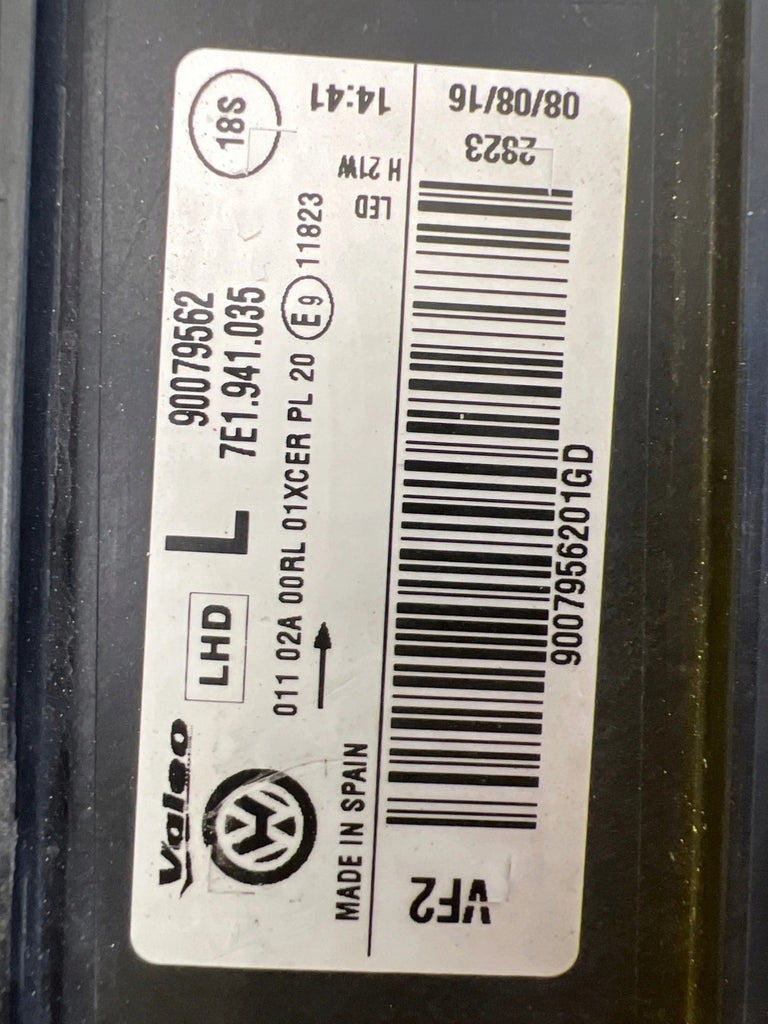 Valeo
LHD
L
90079562
7E1.941.035
18S
011 02A 00RL 01XCER PL 20 E9 11823
MADE IN SPAIN
14:41
H 21W
LED
08/08/16
2823
9007956201GD
VF2